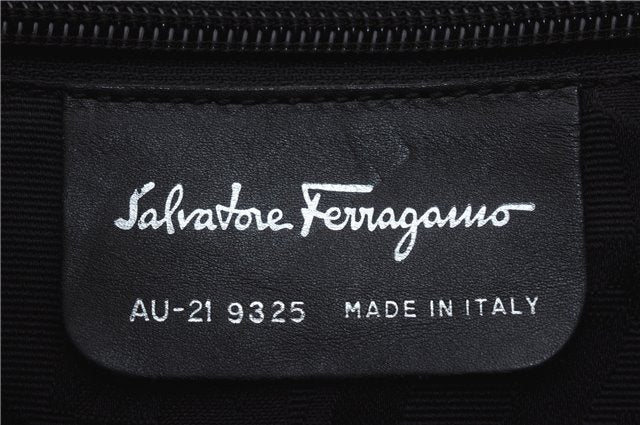 Salvatore Ferragamo
AU-21 9325 MADE IN ITALY